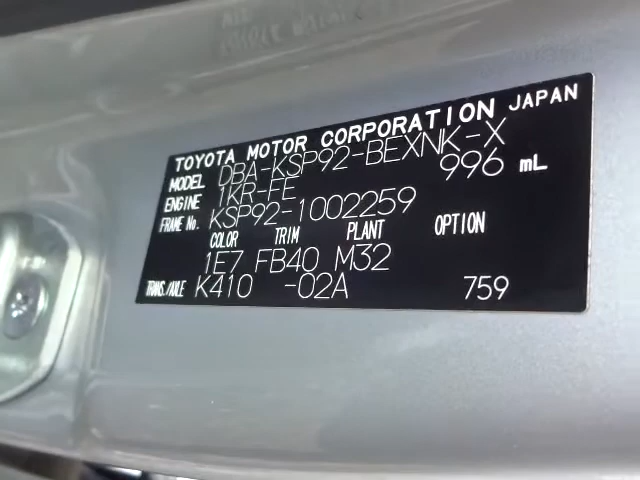 TOYOTA MOTOR CORPORATION JAPAN
MODEL DBA-KSP92-BEXNK-X
ENGINE 1KR-FE 996 mL
FRAME No. KSP92-1002259
COLOR TRIM PLANT OPTION
1E7 FB40 M32
TRANS./AXLE K410 -02A 759